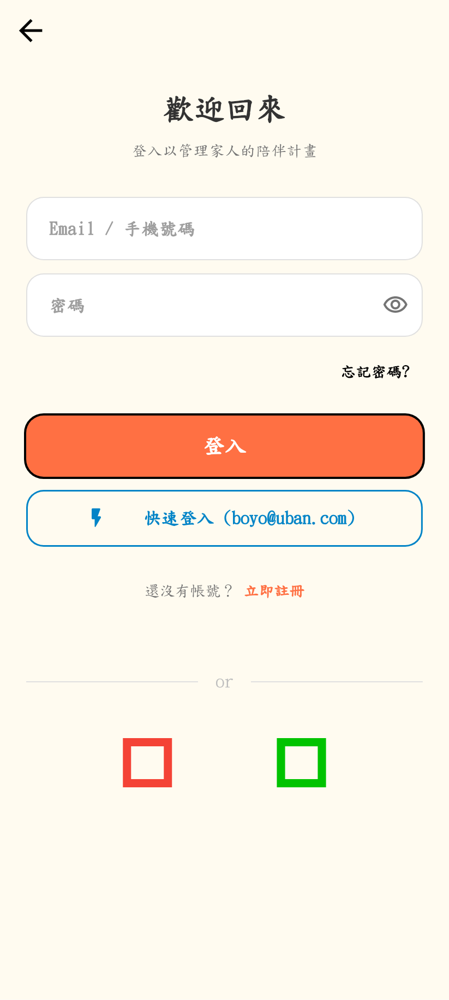 歡迎回來
登入以管理家人的陪伴計畫
Email / 手機號碼
密碼
忘記密碼?
登入
快速登入 (boyo@uban.com)
還沒有帳號？ 立即註冊
or